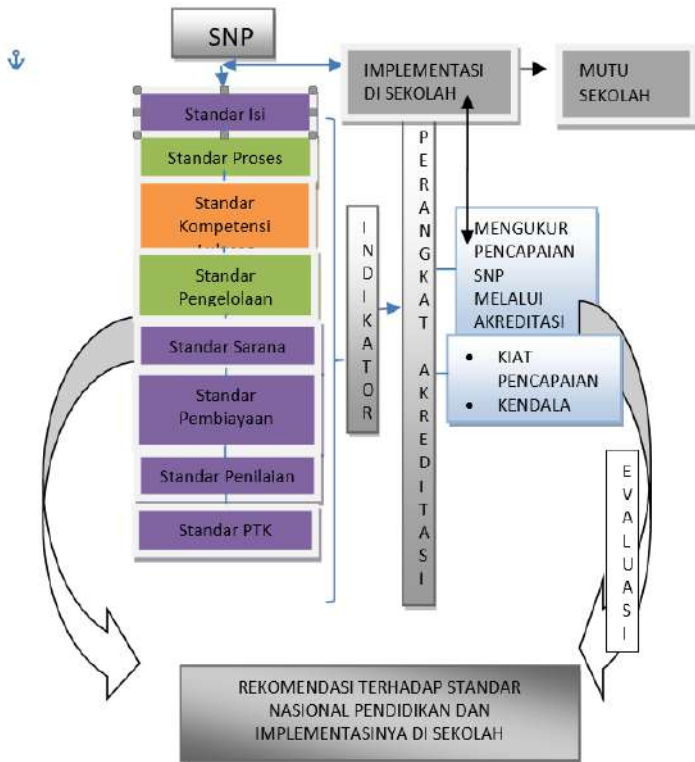 SNP
IMPLEMENTASI
DI SEKOLAH
MUTU
SEKOLAH
Standar Isi
Standar Proses
Standar
Kompetensi
Standar
Pengelolaan
Standar Sarana
Standar
Pembiayaan
Standar Penilaian
Standar PTK
INDIKATOR
PERANGKAT AKREDITASI
MENGUKUR
PENCAPAIAN
SNP
MELALUI
AKREDITASI
• KIAT
PENCAPAIAN
• KENDALA
EVALUASI
REKOMENDASI TERHADAP STANDAR
NASIONAL PENDIDIKAN DAN
IMPLEMENTASINYA DI SEKOLAH